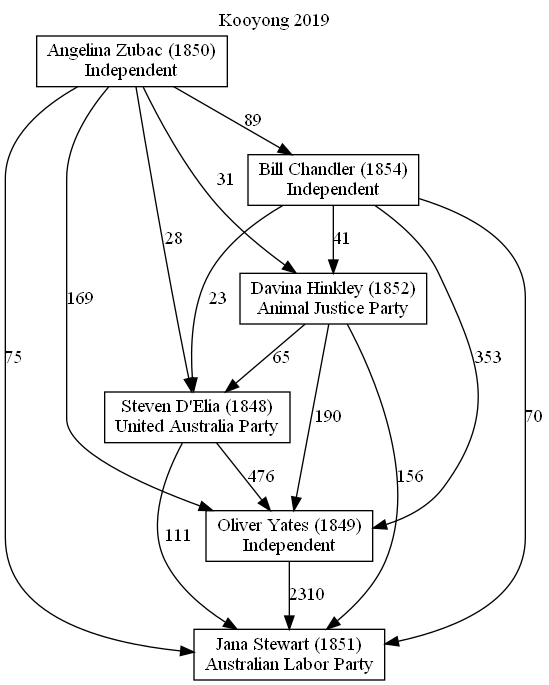 Kooyong 2019
Angelina Zubac (1850)
Independent
89
Bill Chandler (1854)
Independent
31
28
41
23
Davina Hinkley (1852)
Animal Justice Party
169
75
65
353
Steven D'Elia (1848)
United Australia Party
190
70
476
156
111
Oliver Yates (1849)
Independent
2310
Jana Stewart (1851)
Australian Labor Party